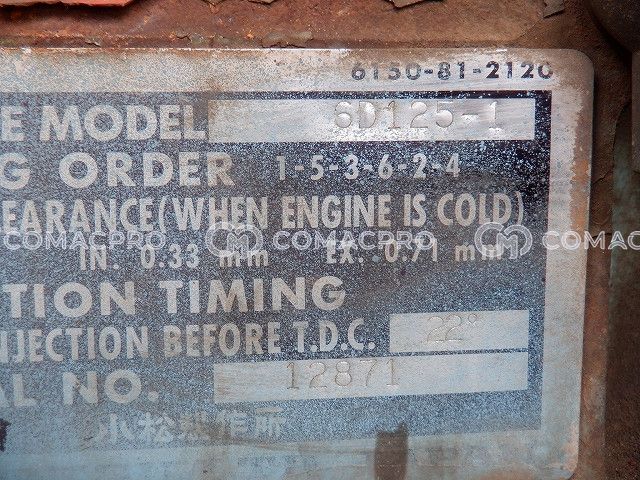 6150-81-2120
E MODEL 6D125-1
G ORDER 1-5-3-6-2-4
EARANCE(WHEN ENGINE IS COLD)
COMACPRO COMACPRO COMACPRO
IN. 0.33 mm EX. 0.71 mm
TION TIMING
NJECTION BEFORE T.D.C. 22°
AL NO. 12871
小松製作所